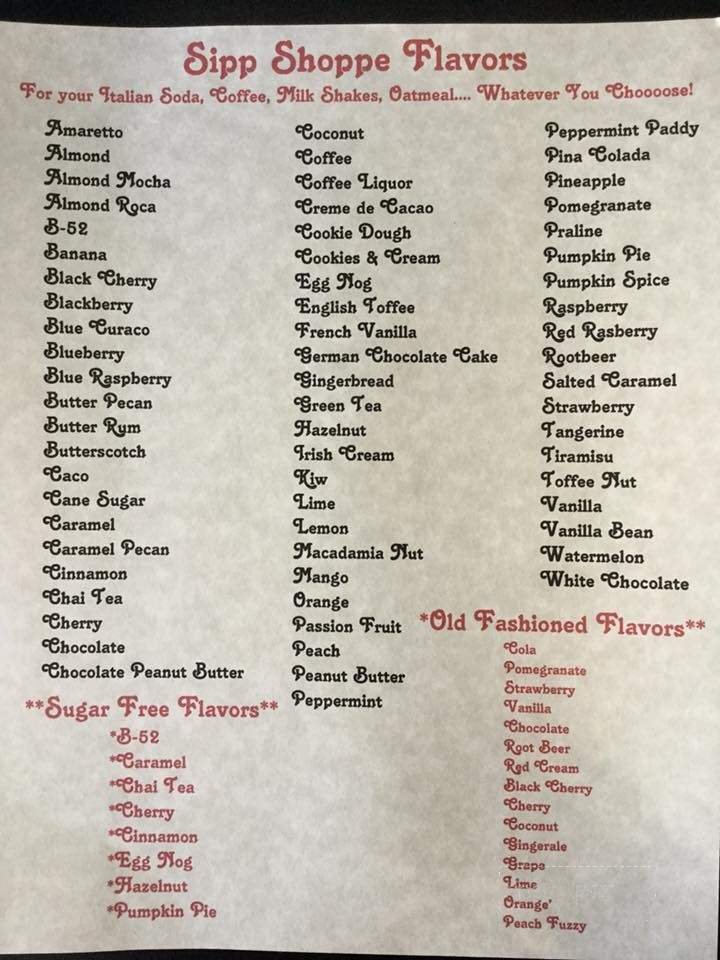 Sipp Shoppe Flavors
For your Italian Soda, Coffee, Milk Shakes, Oatmeal.... Whatever You Choooose!
Amaretto
Almond
Almond Mocha
Almond Roca
B-52
Banana
Black Cherry
Blackberry
Blue Curaco
Blueberry
Blue Raspberry
Butter Pecan
Butter Rum
Butterscotch
Caco
Cane Sugar
Caramel
Caramel Pecan
Cinnamon
Chai Tea
Cherry
Chocolate
Chocolate Peanut Butter
**Sugar Free Flavors**
*B-52
*Caramel
*Chai Tea
*Cherry
*Cinnamon
*Egg Nog
*Hazelnut
*Pumpkin Pie
Coconut
Coffee
Coffee Liquor
Creme de Cacao
Cookie Dough
Cookies & Cream
Egg Nog
English Toffee
French Vanilla
German Chocolate Cake
Gingerbread
Green Tea
Hazelnut
Irish Cream
Kiw
Lime
Lemon
Macadamia Nut
Mango
Orange
Passion Fruit
Peach
Peanut Butter
Peppermint
Peppermint Paddy
Pina Colada
Pineapple
Pomegranate
Praline
Pumpkin Pie
Pumpkin Spice
Raspberry
Red Rasberry
Rootbeer
Salted Caramel
Strawberry
Tangerine
Tiramisu
Toffee Nut
Vanilla
Vanilla Bean
Watermelon
White Chocolate
*Old Fashioned Flavors**
Cola
Pomegranate
Strawberry
Vanilla
Chocolate
Root Beer
Red Cream
Black Cherry
Cherry
Coconut
Gingerale
Grape
Lime
Orange'
Peach Fuzzy